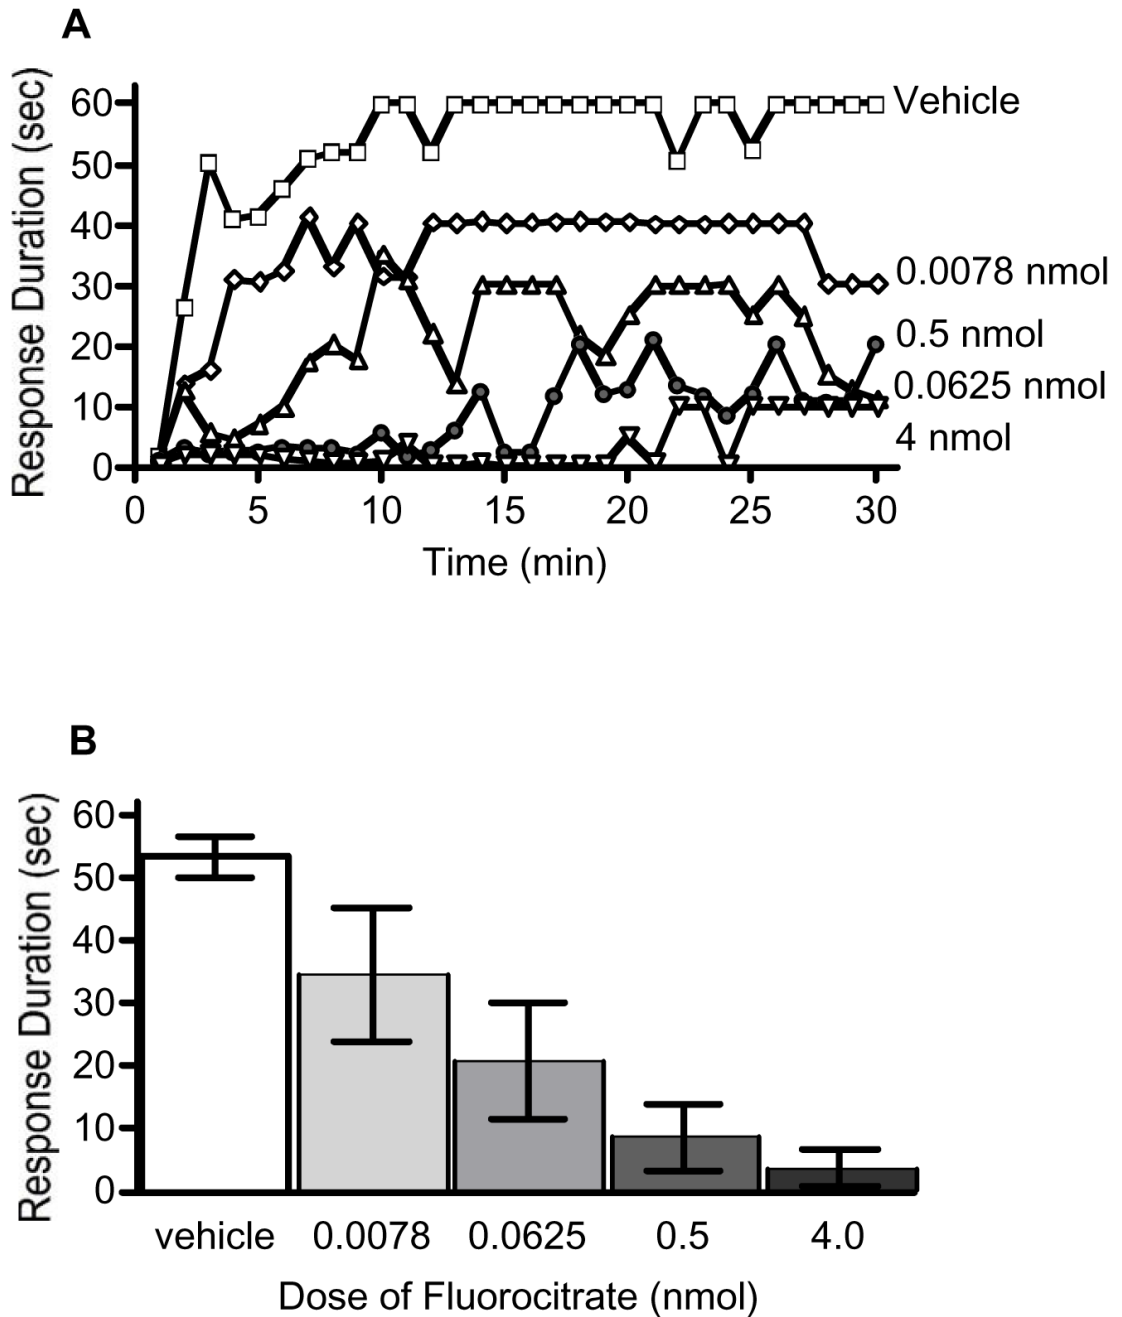 A
Response Duration (sec)
60
50
40
30
20
10
0
0 5 10 15 20 25 30
Time (min)
Vehicle
0.0078 nmol
0.5 nmol
0.0625 nmol
4 nmol
B
Response Duration (sec)
60
50
40
30
20
10
0
vehicle 0.0078 0.0625 0.5 4.0
Dose of Fluorocitrate (nmol)